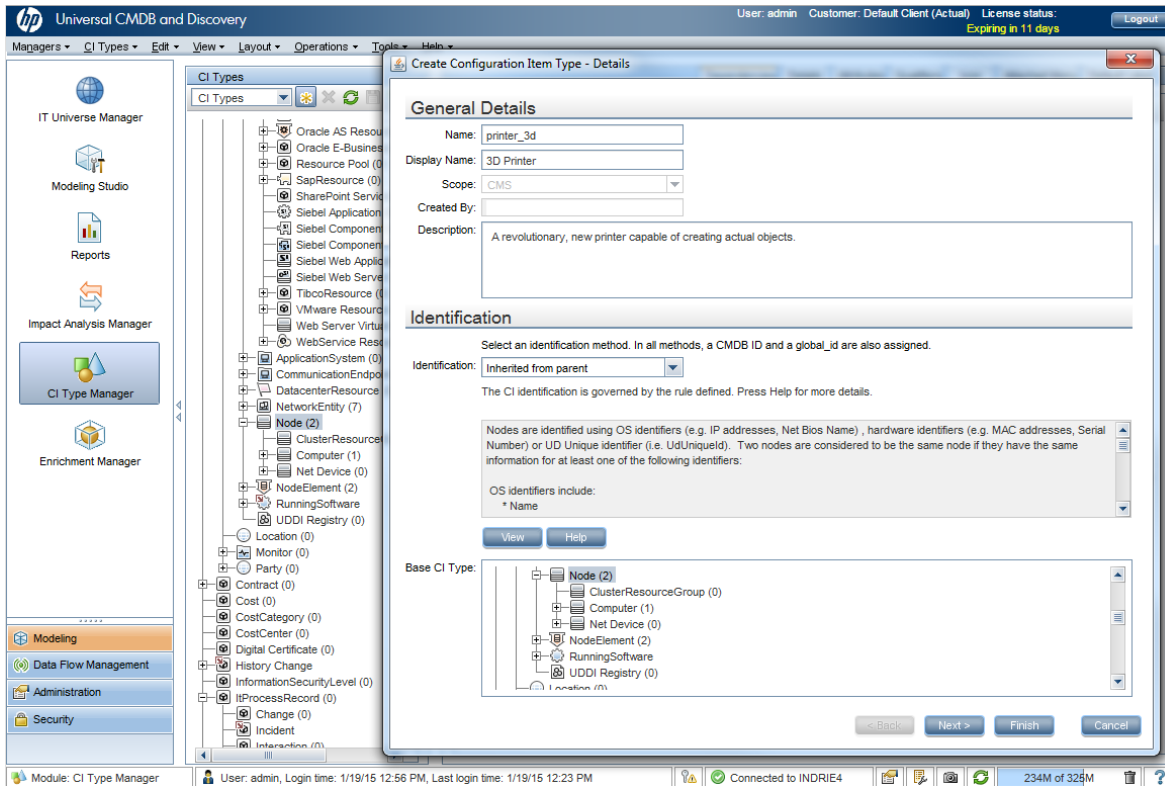 hp Universal CMDB and Discovery
User: admin Customer: Default Client (Actual) License status:
Expiring in 11 days
Logout
Managers CI Types Edit View Layout Operations Tools Help
IT Universe Manager
Modeling Studio
Reports
Impact Analysis Manager
CI Type Manager
Enrichment Manager
Modeling
Data Flow Management
Administration
Security
CI Types
CI Types
Oracle AS Resou
Oracle E-Busines
Resource Pool (0
SapResource (0)
SharePoint Servic
Siebel Application
Siebel Componen
Siebel Componen
Siebel Web Applic
Siebel Web Serve
TibcoResource (
VMware Resourc
Web Server Virtu
WebService Reso
ApplicationSystem (0)
CommunicationEndpo
DatacenterResource
NetworkEntity (7)
Node (2)
ClusterResource
Computer (1)
Net Device (0)
NodeElement (2)
RunningSoftware
UDDI Registry (0)
Location (0)
Monitor (0)
Party (0)
Contract (0)
Cost (0)
CostCategory (0)
CostCenter (0)
Digital Certificate (0)
History Change
InformationSecurityLevel (0)
ItProcessRecord (0)
Change (0)
Incident
Interaction (0)
Create Configuration Item Type - Details
General Details
Name: printer_3d
Display Name: 3D Printer
Scope: CMS
Created By:
Description: A revolutionary, new printer capable of creating actual objects.
Identification
Select an identification method. In all methods, a CMDB ID and a global_id are also assigned.
Identification: Inherited from parent
The CI identification is governed by the rule defined. Press Help for more details.
Nodes are identified using OS identifiers (e.g. IP addresses, Net Bios Name) , hardware identifiers (e.g. MAC addresses, Serial
Number) or UD Unique identifier (i.e. UdUniqueId). Two nodes are considered to be the same node if they have the same
information for at least one of the following identifiers:
OS identifiers include:
* Name
View Help
Base CI Type:
Node (2)
ClusterResourceGroup (0)
Computer (1)
Net Device (0)
NodeElement (2)
RunningSoftware
UDDI Registry (0)
Location (0)
< Back Next > Finish Cancel
Module: CI Type Manager User: admin, Login time: 1/19/15 12:56 PM, Last login time: 1/19/15 12:23 PM Connected to INDRIE4 234M of 325M